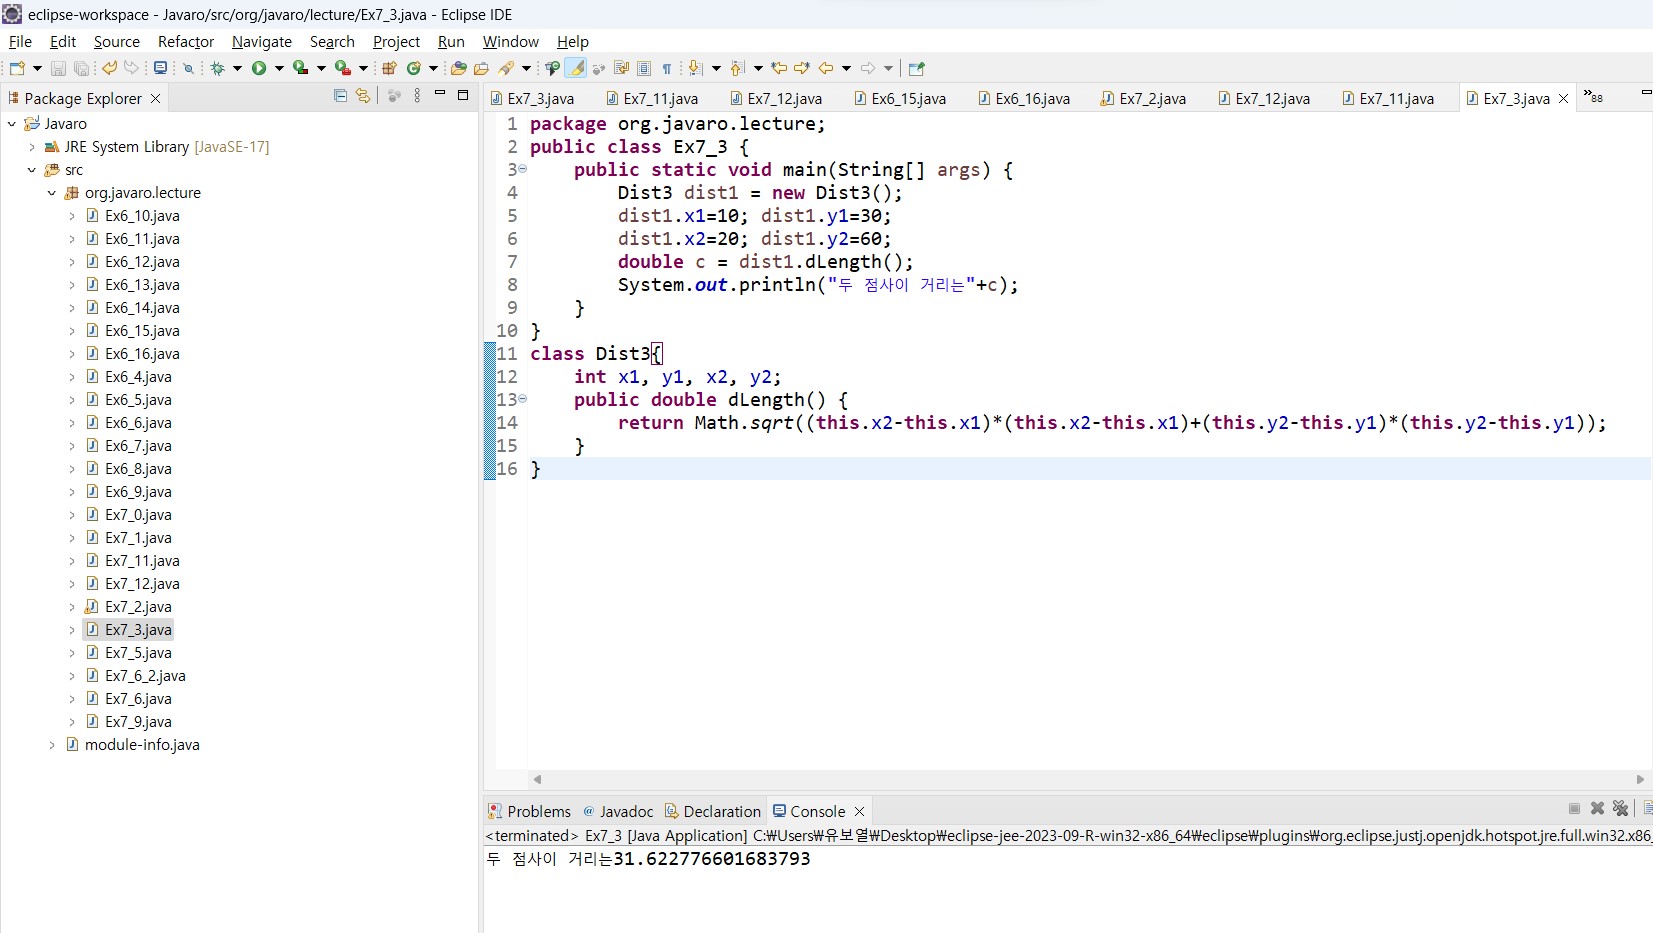 eclipse-workspace - Javaro/src/org/javaro/lecture/Ex7_3.java - Eclipse IDE
File Edit Source Refactor Navigate Search Project Run Window Help
Package Explorer
Javaro
JRE System Library [JavaSE-17]
src
org.javaro.lecture
Ex6_10.java
Ex6_11.java
Ex6_12.java
Ex6_13.java
Ex6_14.java
Ex6_15.java
Ex6_16.java
Ex6_4.java
Ex6_5.java
Ex6_6.java
Ex6_7.java
Ex6_8.java
Ex6_9.java
Ex7_0.java
Ex7_1.java
Ex7_11.java
Ex7_12.java
Ex7_2.java
Ex7_3.java
Ex7_5.java
Ex7_6_2.java
Ex7_6.java
Ex7_9.java
module-info.java
Ex7_3.java Ex7_11.java Ex7_12.java Ex6_15.java Ex6_16.java Ex7_2.java Ex7_12.java Ex7_11.java Ex7_3.java »88
1 package org.javaro.lecture;
2 public class Ex7_3 {
3 public static void main(String[] args) {
4 Dist3 dist1 = new Dist3();
5 dist1.x1=10; dist1.y1=30;
6 dist1.x2=20; dist1.y2=60;
7 double c = dist1.dLength();
8 System.out.println("두 점사이 거리는"+c);
9 }
10 }
11 class Dist3{
12 int x1, y1, x2, y2;
13 public double dLength() {
14 return Math.sqrt((this.x2-this.x1)*(this.x2-this.x1)+(this.y2-this.y1)*(this.y2-this.y1));
15 }
16 }
Problems @ Javadoc Declaration Console
<terminated> Ex7_3 [Java Application] C:₩Users₩유보열₩Desktop₩eclipse-jee-2023-09-R-win32-x86_64₩eclipse₩plugins₩org.eclipse.justj.openjdk.hotspot.jre.full.win32.x86_
두 점사이 거리는31.622776601683793